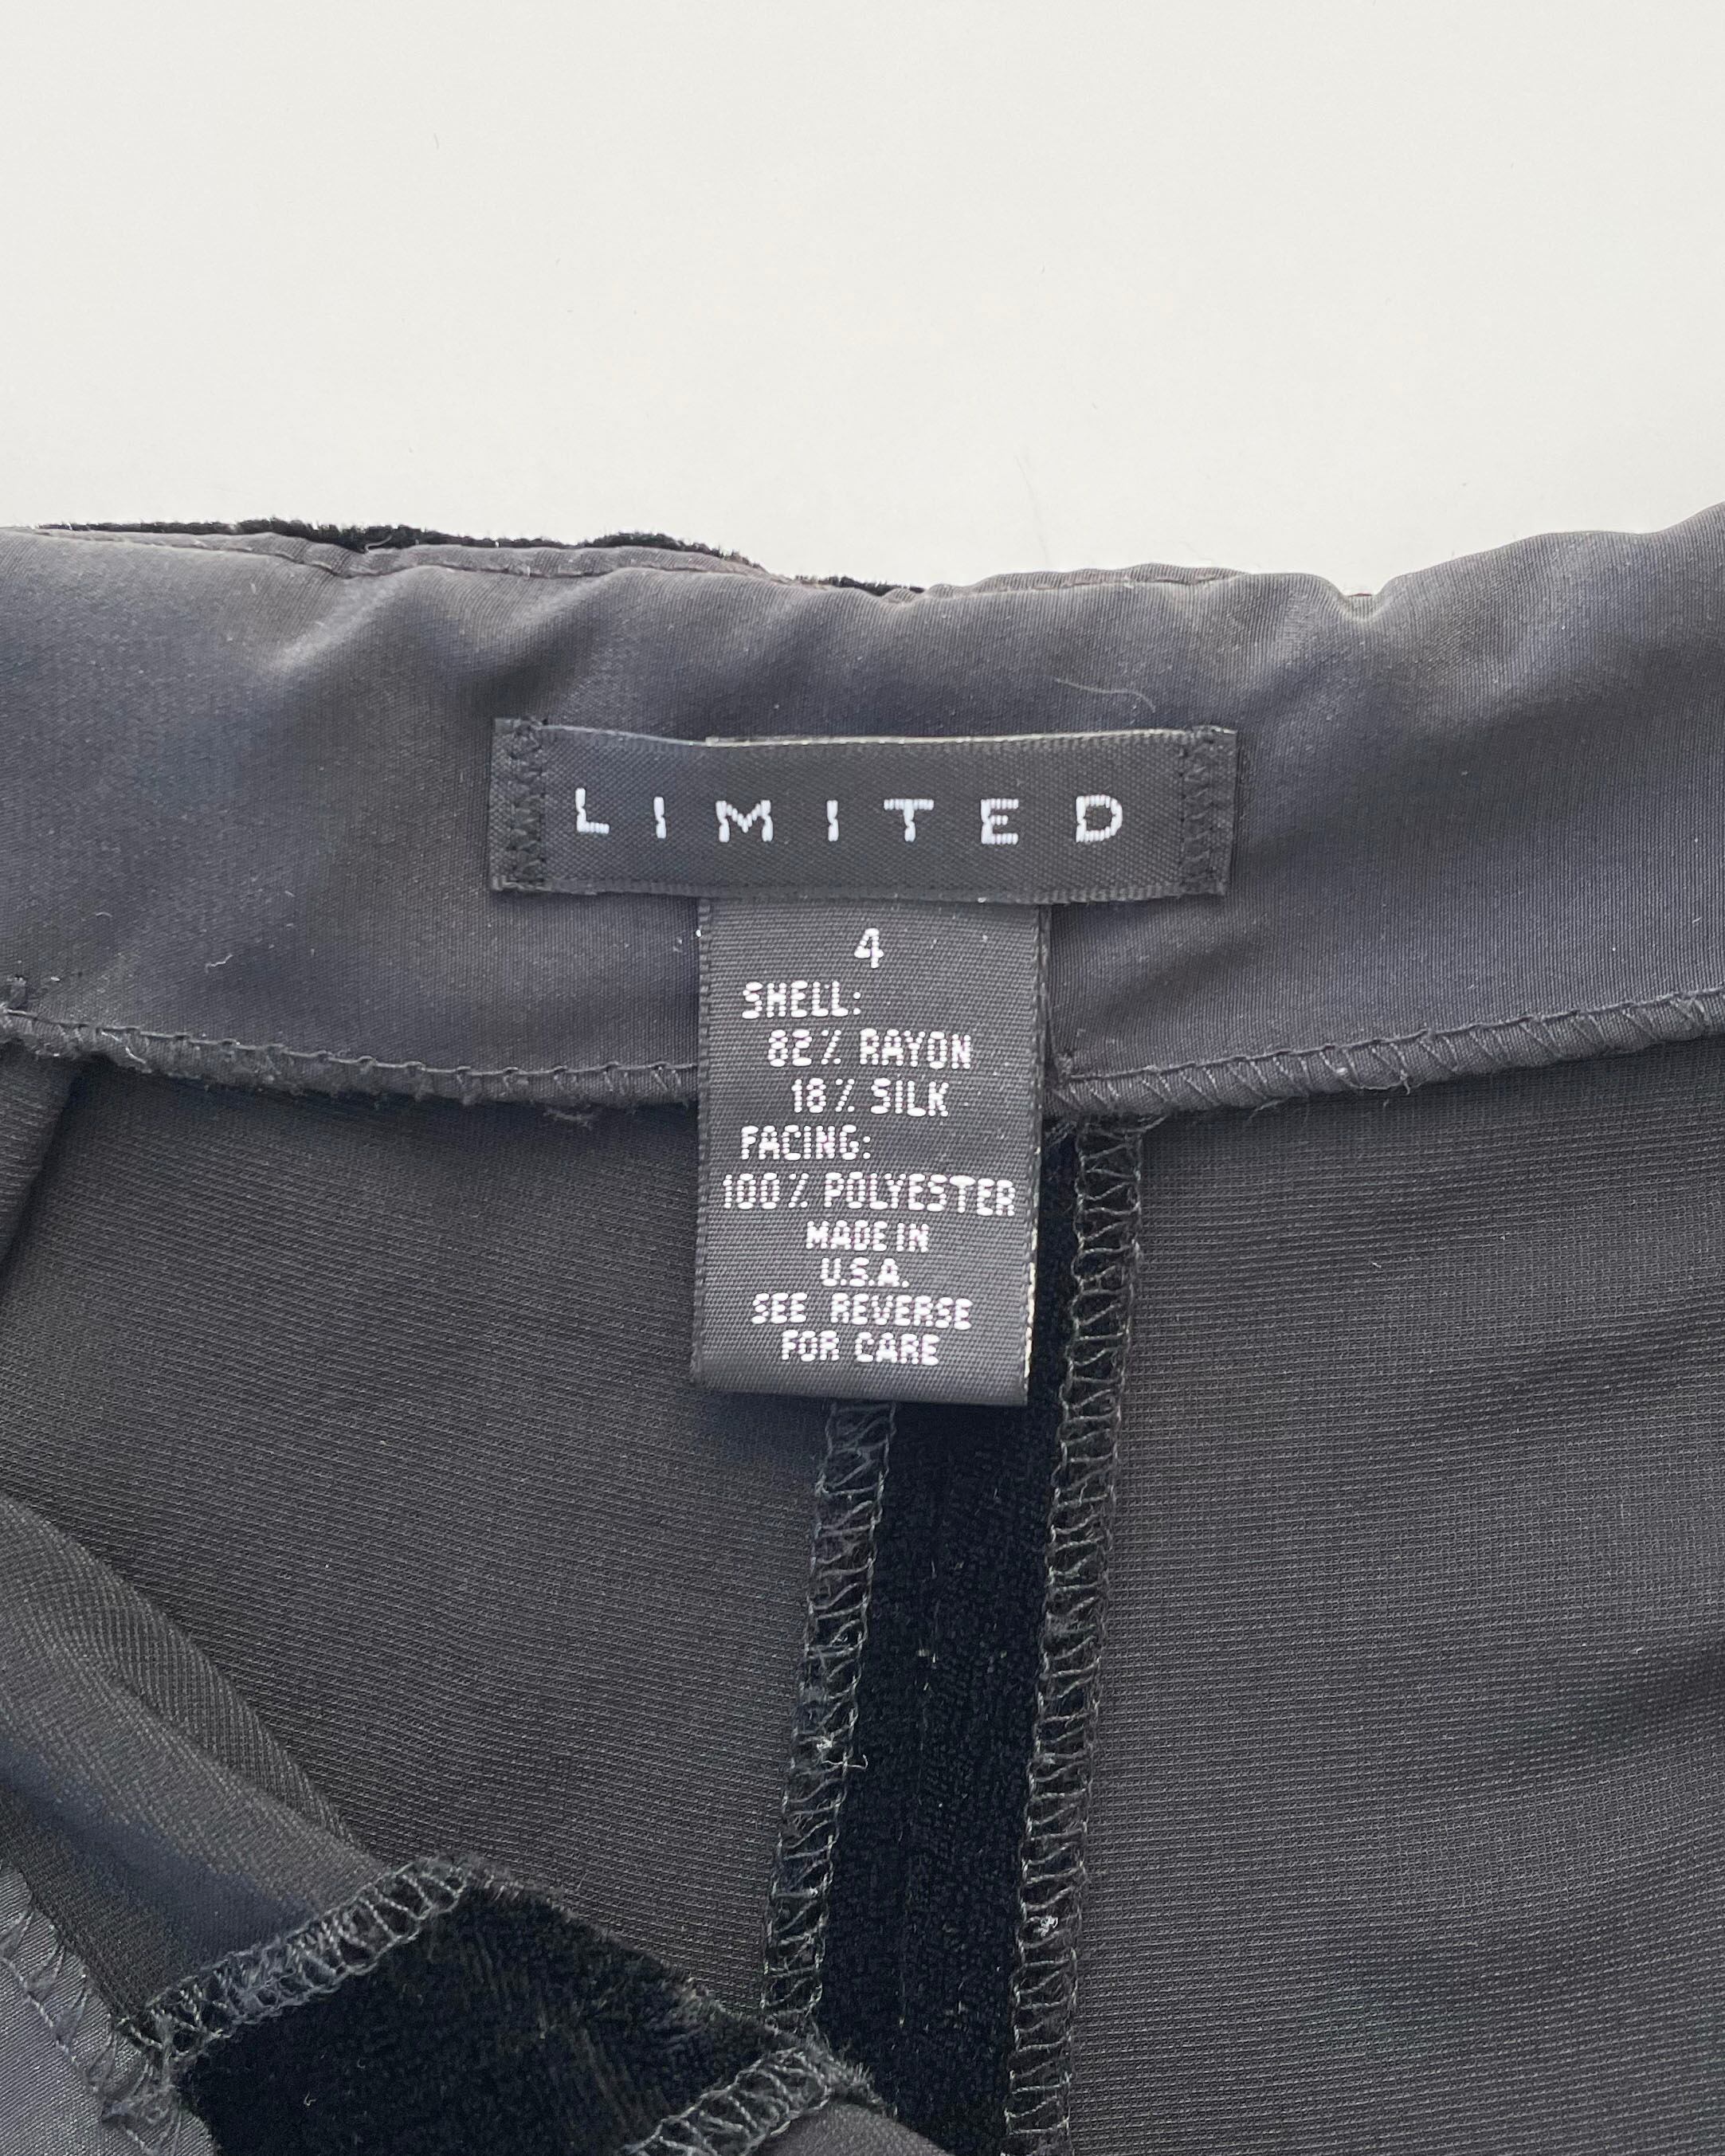 LIMITED
4
SHELL:
82% RAYON
18% SILK
FACING:
100% POLYESTER
MADE IN
U.S.A.
SEE REVERSE
FOR CARE